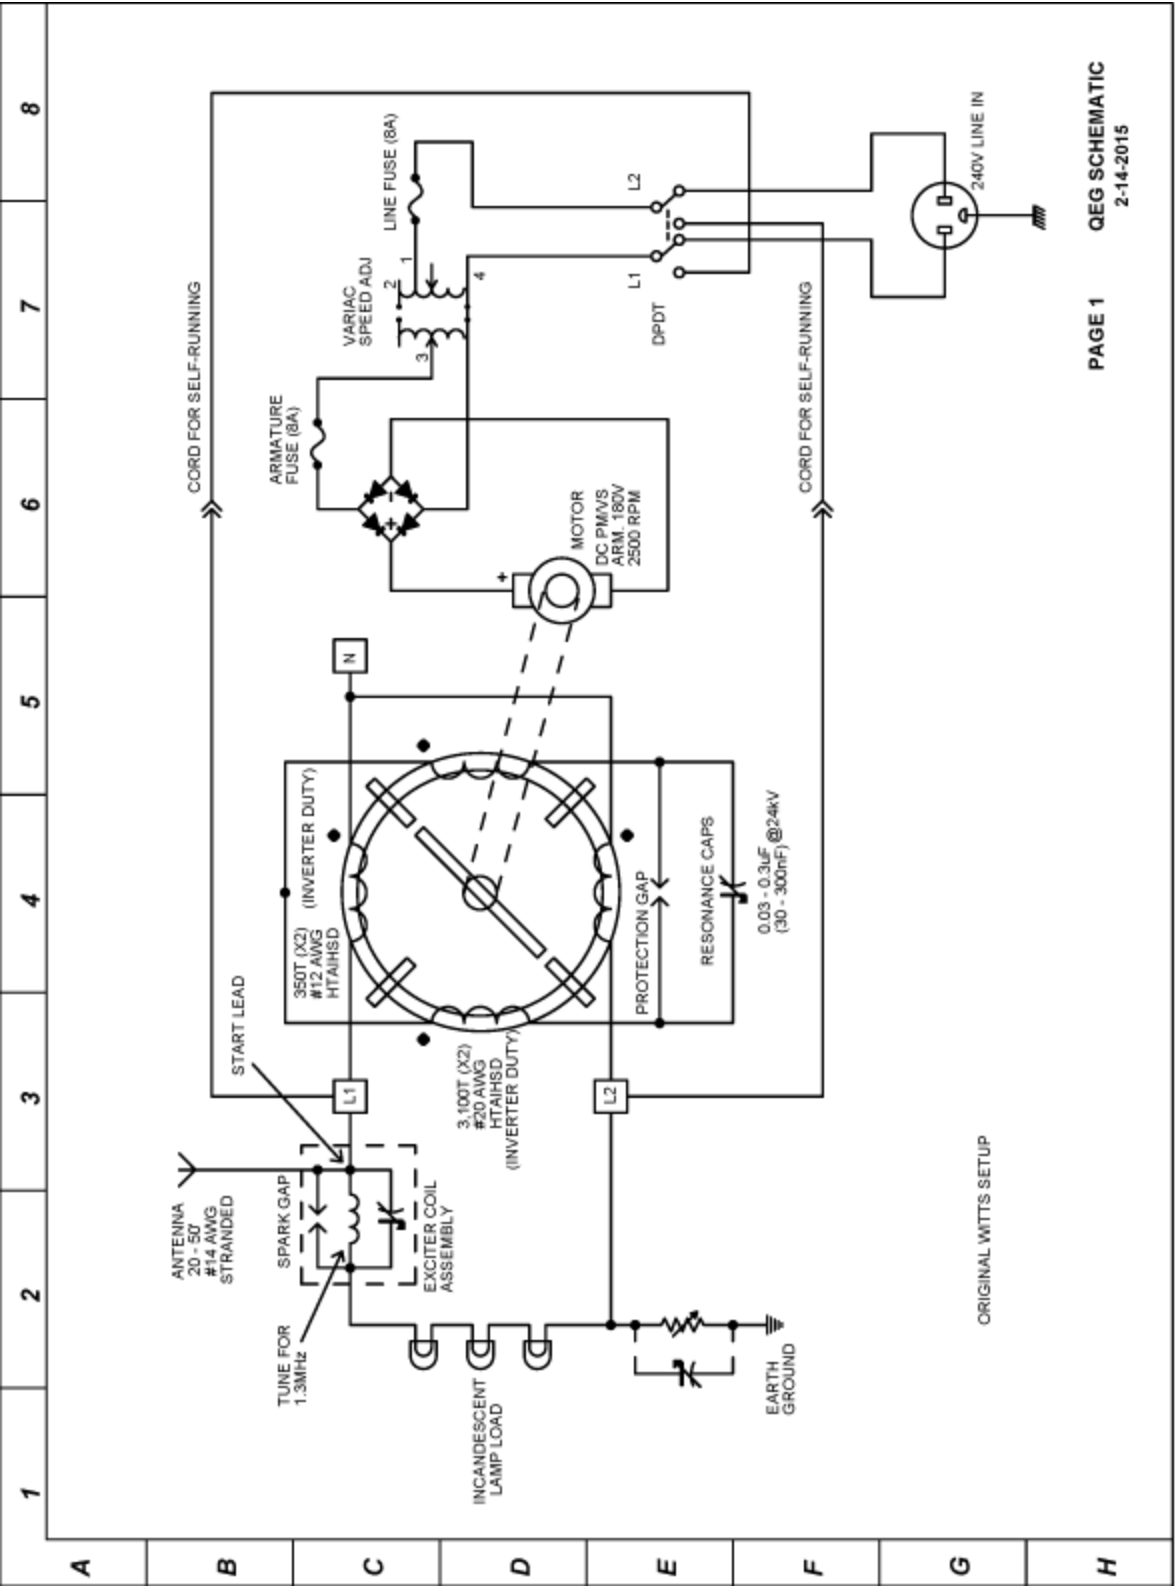 1
2
3
4
5
6
7
8
A
B
C
D
E
F
G
H
CORD FOR SELF-RUNNING
ANTENNA
20 - 50'
#14 AWG
STRANDED
START LEAD
SPARK GAP
TUNE FOR
1.3MHz
EXCITER COIL
ASSEMBLY
L1
350T (X2)
#12 AWG
HTAIHSD
(INVERTER DUTY)
N
ARMATURE
FUSE (8A)
VARIAC
SPEED ADJ
LINE FUSE (8A)
2
1
3
4
+
-
INCANDESCENT
LAMP LOAD
3,100T (X2)
#20 AWG
HTAIHSD
(INVERTER DUTY)
+
MOTOR
DC PM/VS
ARM. 180V
2500 RPM
L2
PROTECTION GAP
RESONANCE CAPS
0.03 - 0.3uF @24kV
(30 - 300nF)
L1
L2
DPDT
EARTH
GROUND
CORD FOR SELF-RUNNING
240V LINE IN
ORIGINAL WITTS SETUP
PAGE 1
QEG SCHEMATIC
2-14-2015